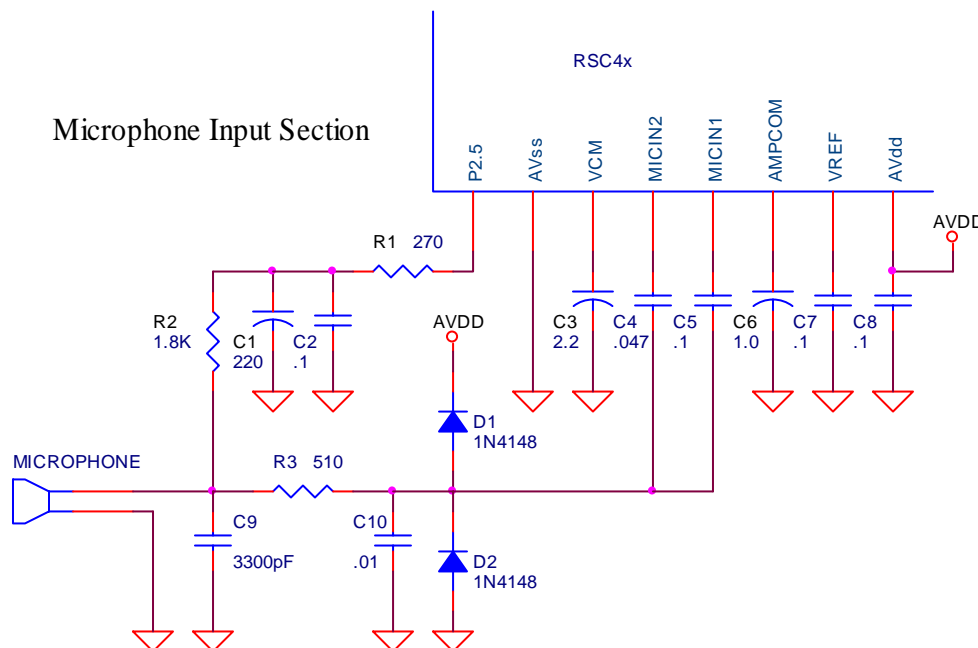 RSC4x
Microphone Input Section
P2.5
AVss
VCM
MICIN2
MICIN1
AMPCOM
VREF
AVdd
AVDD
R1 270
R2
1.8K
C1
220
C2
.1
AVDD
C3
2.2
C4
.047
C5
.1
C6
1.0
C7
.1
C8
.1
D1
1N4148
MICROPHONE
R3 510
C9
3300pF
C10
.01
D2
1N4148